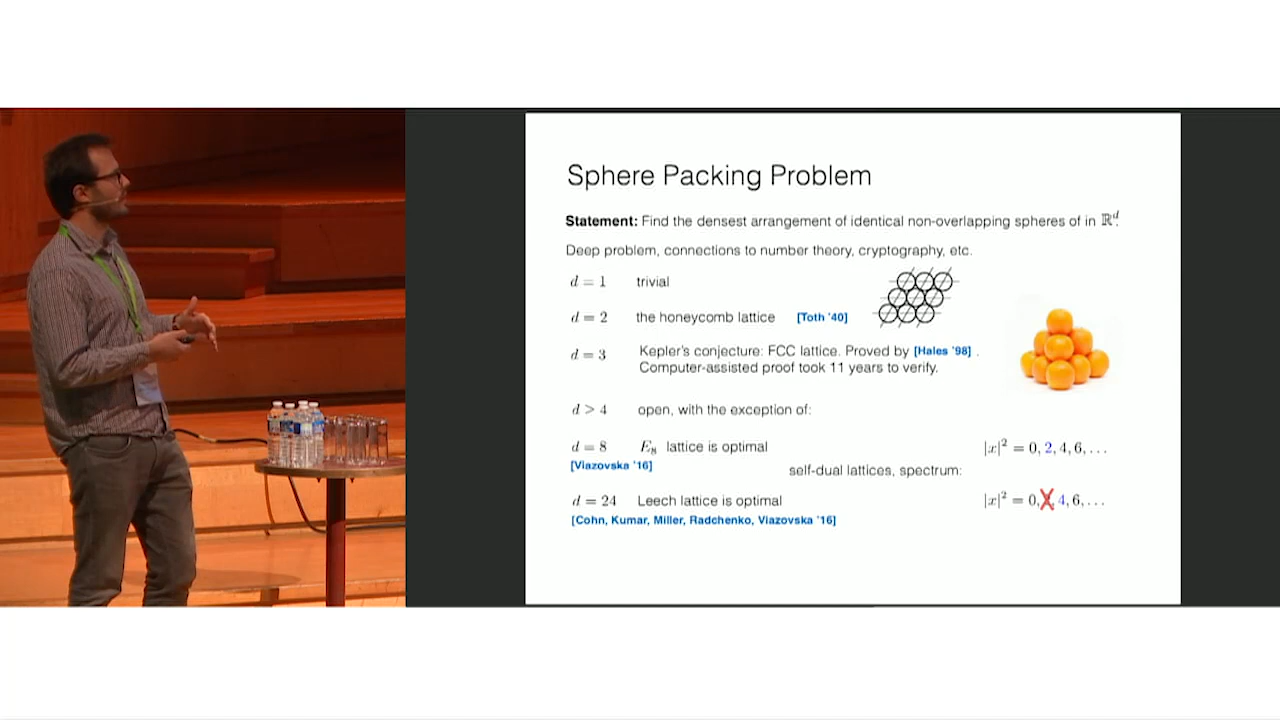 Sphere Packing Problem
Statement: Find the densest arrangement of identical non-overlapping spheres of in ℝᵈ.
Deep problem, connections to number theory, cryptography, etc.
d = 1 trivial
d = 2 the honeycomb lattice [Toth '40]
d = 3 Kepler's conjecture: FCC lattice. Proved by [Hales '98] .
Computer-assisted proof took 11 years to verify.
d > 4 open, with the exception of:
d = 8 E₈ lattice is optimal |x|² = 0, 2, 4, 6, . . .
[Viazovska '16]
self-dual lattices, spectrum:
d = 24 Leech lattice is optimal |x|² = 0, 4, 6, . . .
[Cohn, Kumar, Miller, Radchenko, Viazovska '16]